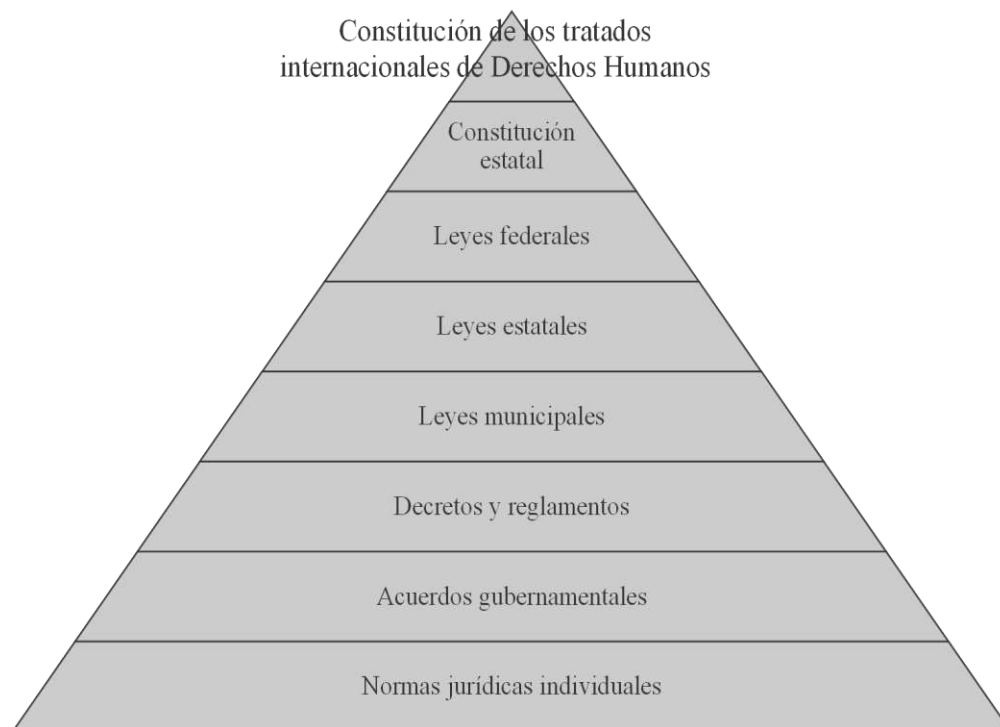 Constitución de los tratados
internacionales de Derechos Humanos
Constitución
estatal
Leyes federales
Leyes estatales
Leyes municipales
Decretos y reglamentos
Acuerdos gubernamentales
Normas jurídicas individuales